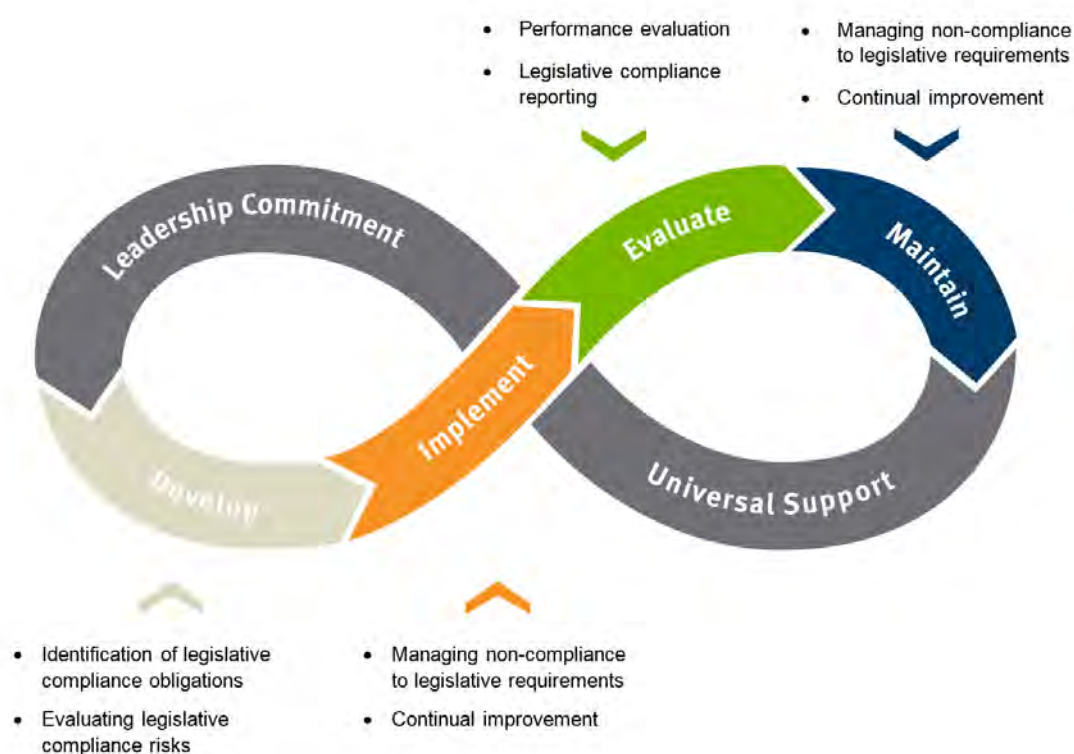 • Performance evaluation
• Legislative compliance
reporting
• Managing non-compliance
to legislative requirements
• Continual improvement
Leadership Commitment
Evaluate
Maintain
Develop
Implement
Universal Support
• Identification of legislative
compliance obligations
• Evaluating legislative
compliance risks
• Managing non-compliance
to legislative requirements
• Continual improvement